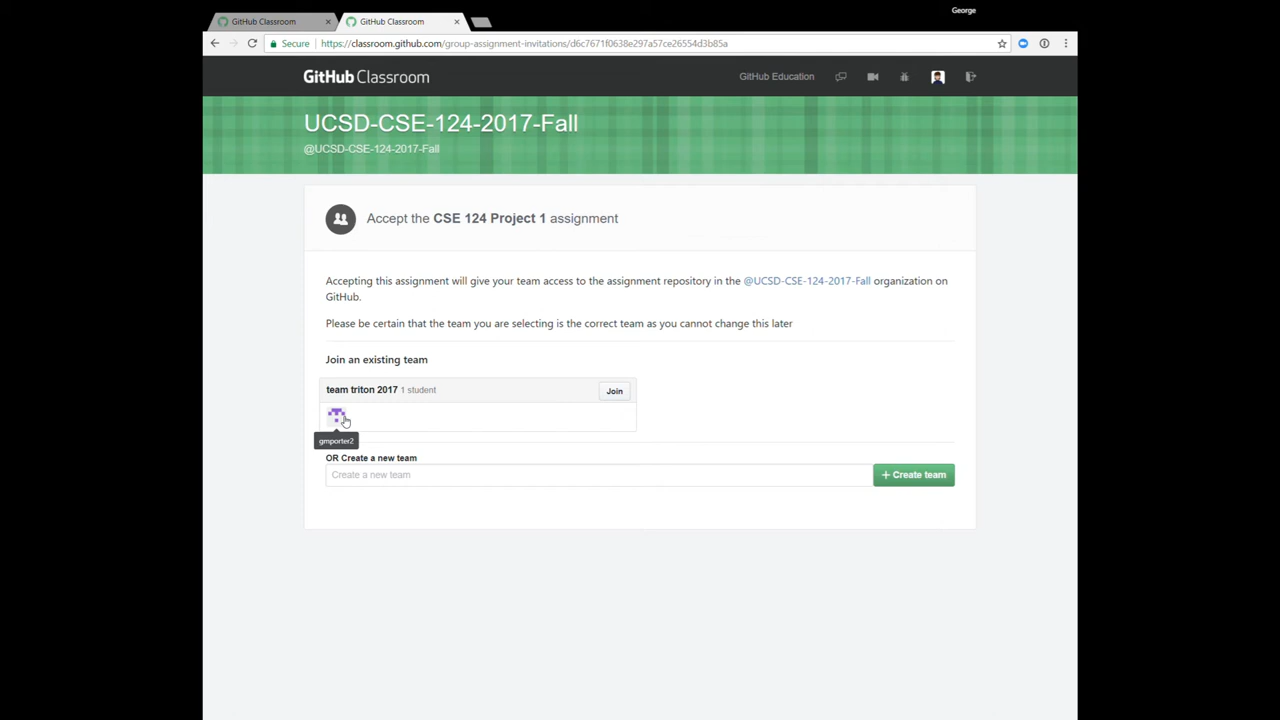 George
GitHub Classroom
GitHub Classroom
Secure https://classroom.github.com/group-assignment-invitations/d6c7671f0638e297a57ce26554d3b85a
GitHub Classroom
GitHub Education
UCSD-CSE-124-2017-Fall
@UCSD-CSE-124-2017-Fall
Accept the CSE 124 Project 1 assignment
Accepting this assignment will give your team access to the assignment repository in the @UCSD-CSE-124-2017-Fall organization on
GitHub.
Please be certain that the team you are selecting is the correct team as you cannot change this later
Join an existing team
team triton 2017 1 student
Join
gmporter2
OR Create a new team
Create a new team
+ Create team